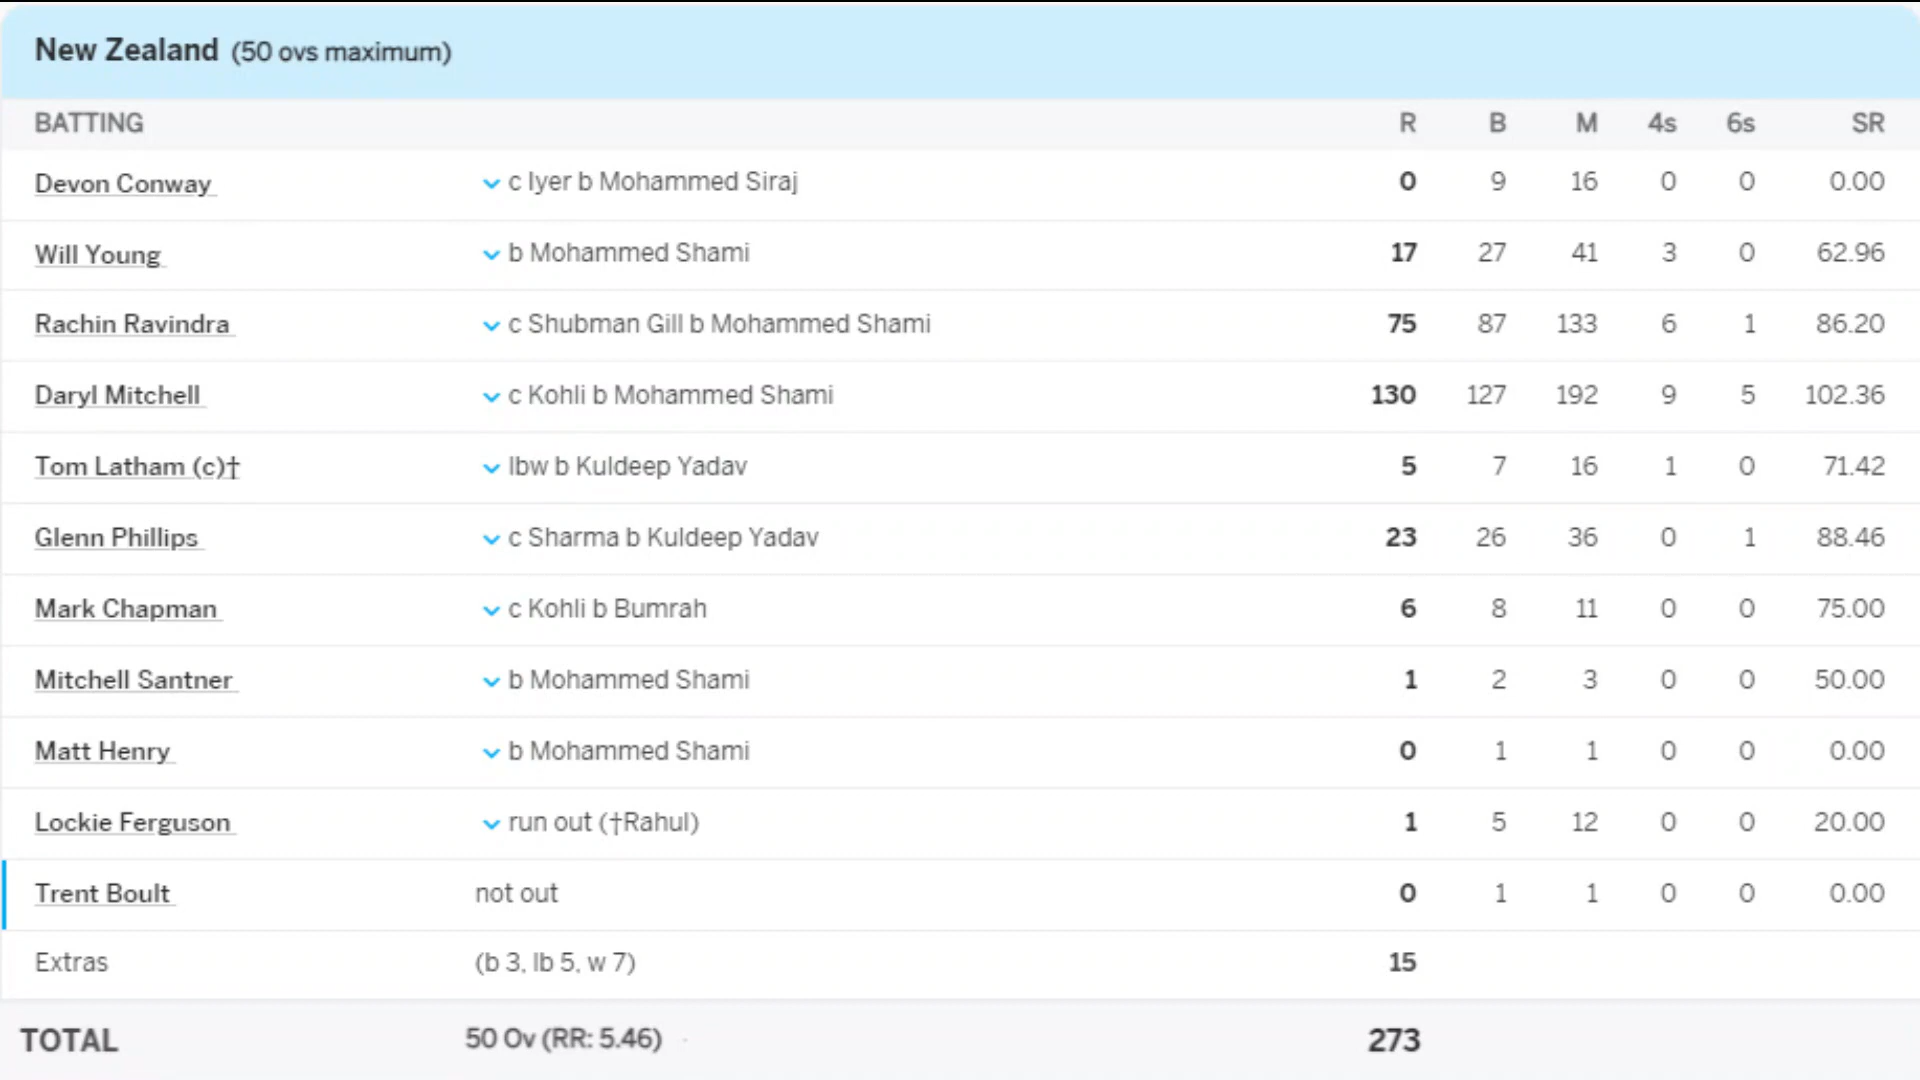 New Zealand (50 ovs maximum)
BATTING R B M 4s 6s SR
Devon Conway c Iyer b Mohammed Siraj 0 9 16 0 0 0.00
Will Young b Mohammed Shami 17 27 41 3 0 62.96
Rachin Ravindra c Shubman Gill b Mohammed Shami 75 87 133 6 1 86.20
Daryl Mitchell c Kohli b Mohammed Shami 130 127 192 9 5 102.36
Tom Latham (c)† lbw b Kuldeep Yadav 5 7 16 1 0 71.42
Glenn Phillips c Sharma b Kuldeep Yadav 23 26 36 0 1 88.46
Mark Chapman c Kohli b Bumrah 6 8 11 0 0 75.00
Mitchell Santner b Mohammed Shami 1 2 3 0 0 50.00
Matt Henry b Mohammed Shami 0 1 1 0 0 0.00
Lockie Ferguson run out (†Rahul) 1 5 12 0 0 20.00
Trent Boult not out 0 1 1 0 0 0.00
Extras (b 3, lb 5, w 7) 15
TOTAL 50 Ov (RR: 5.46) 273